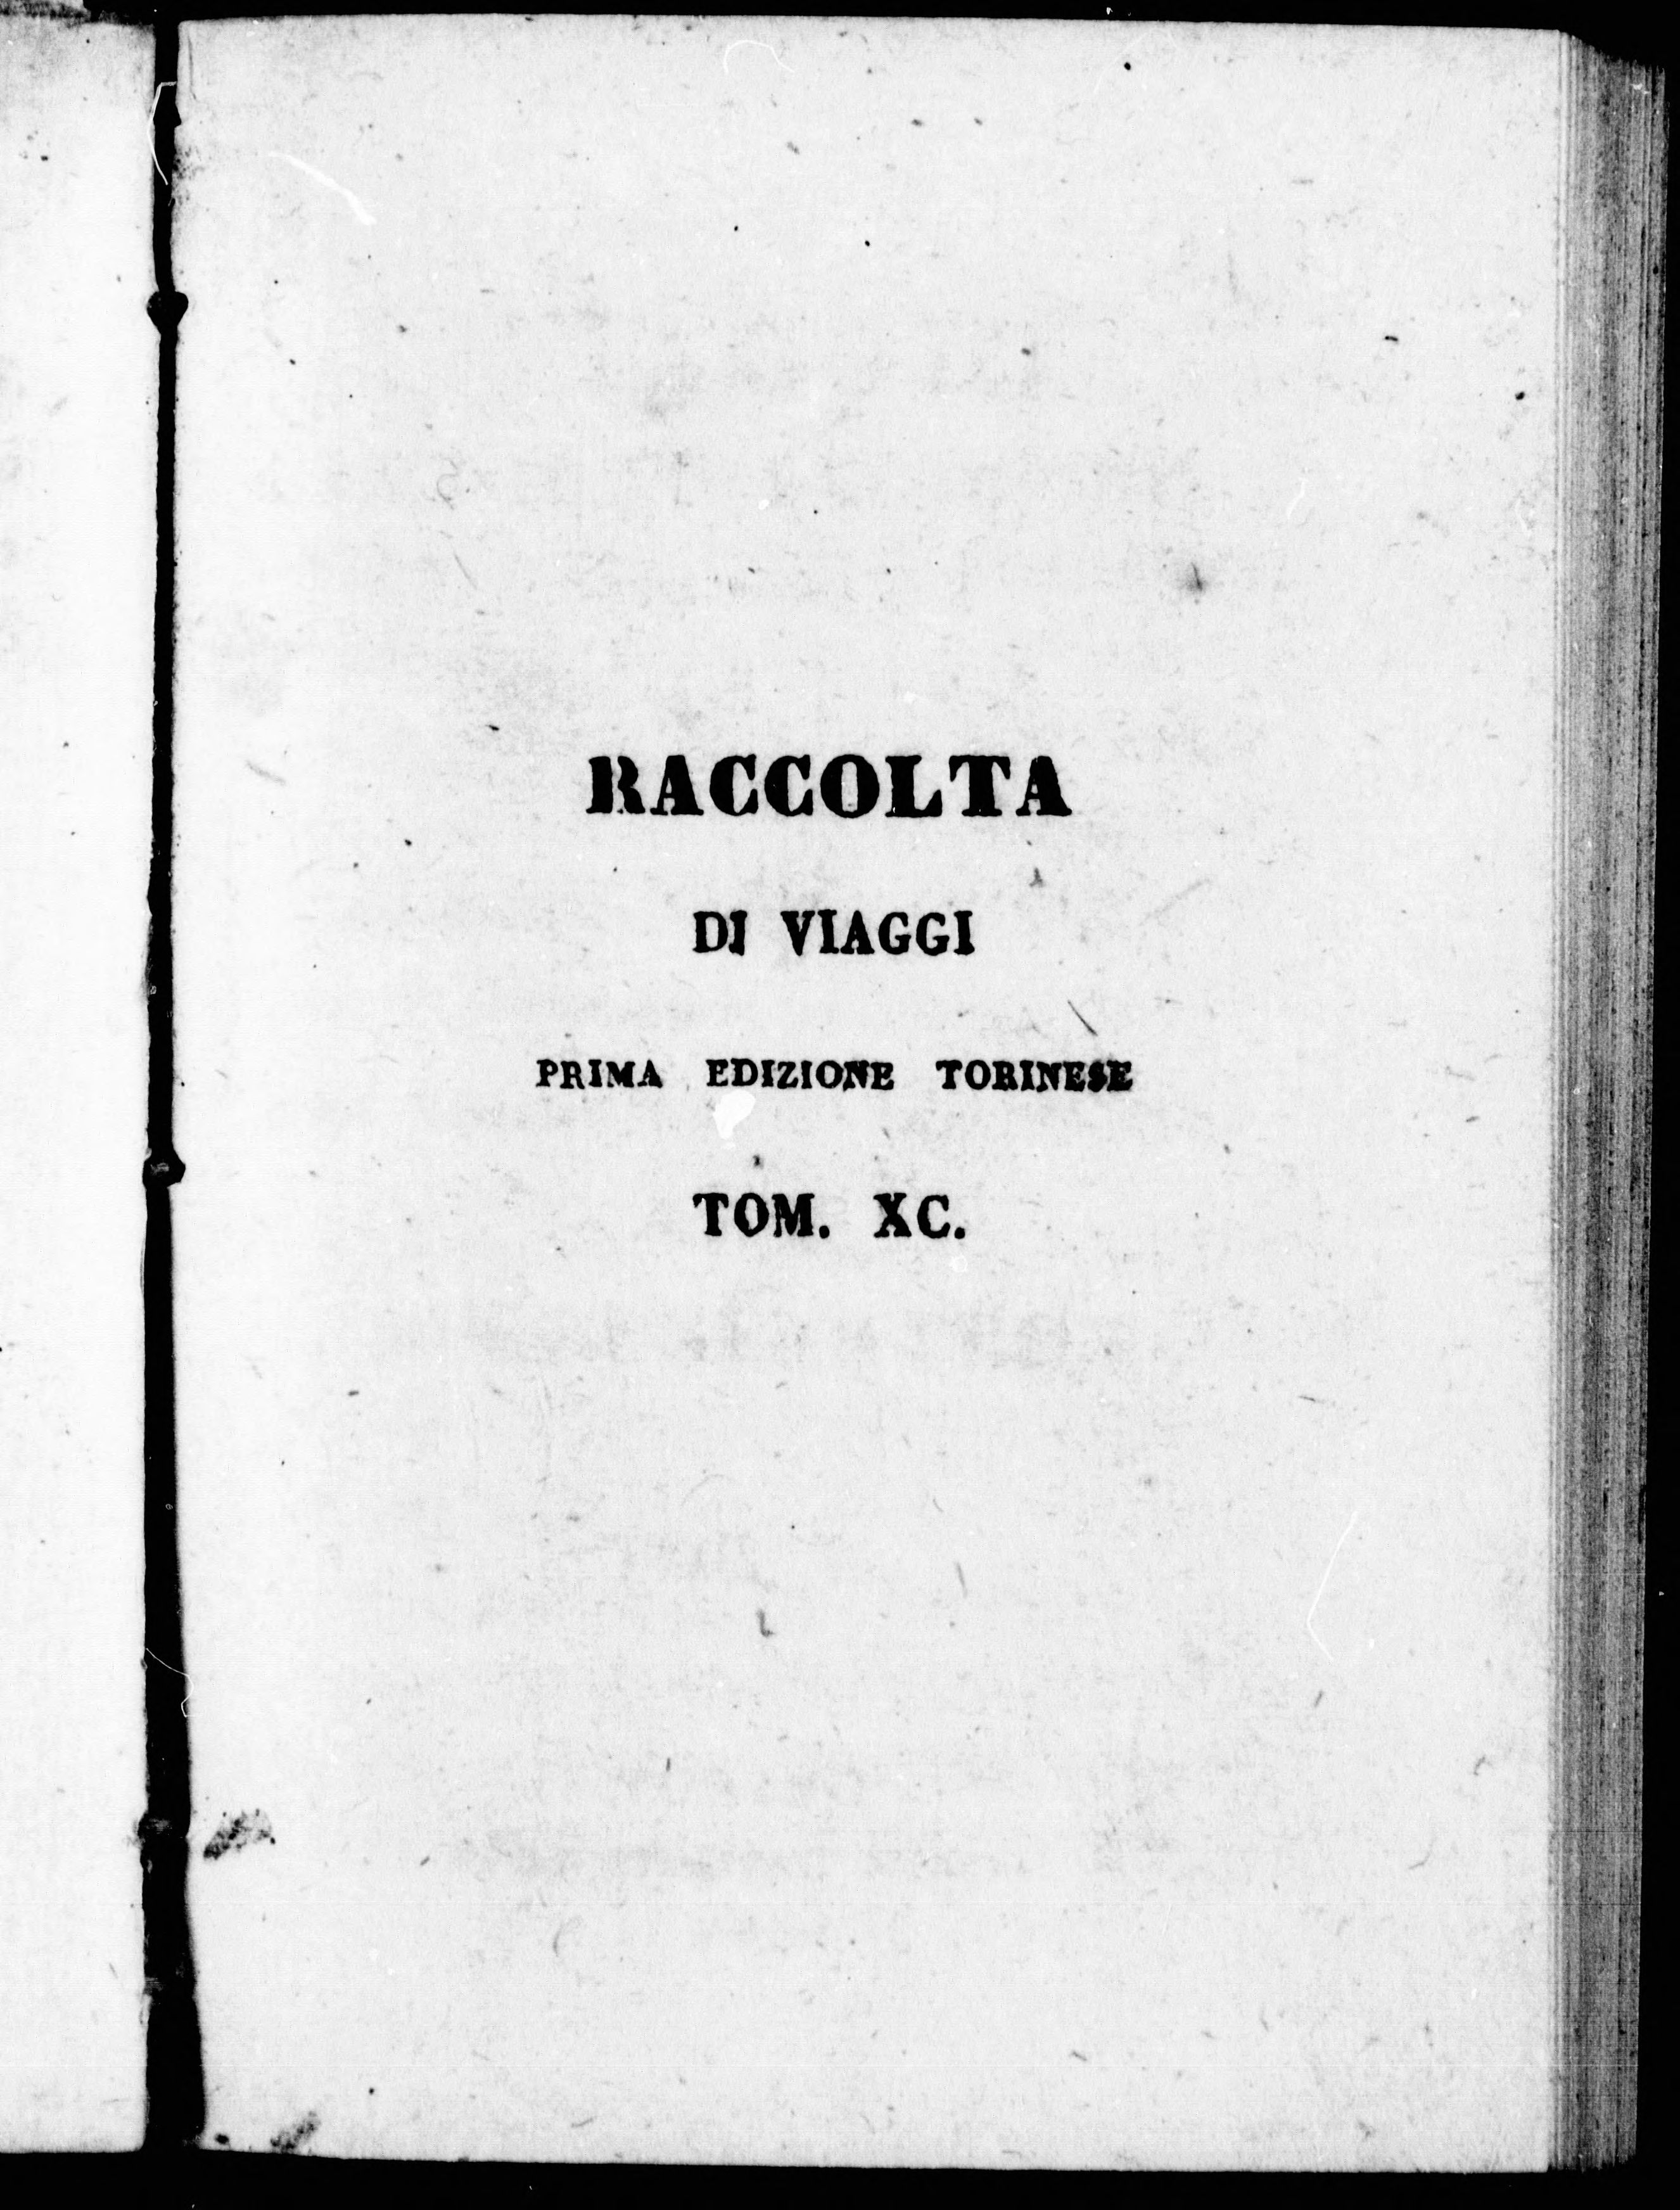 RACCOLTA
DI VIAGGI
PRIMA EDIZIONE TORINESE
TOM. XC.